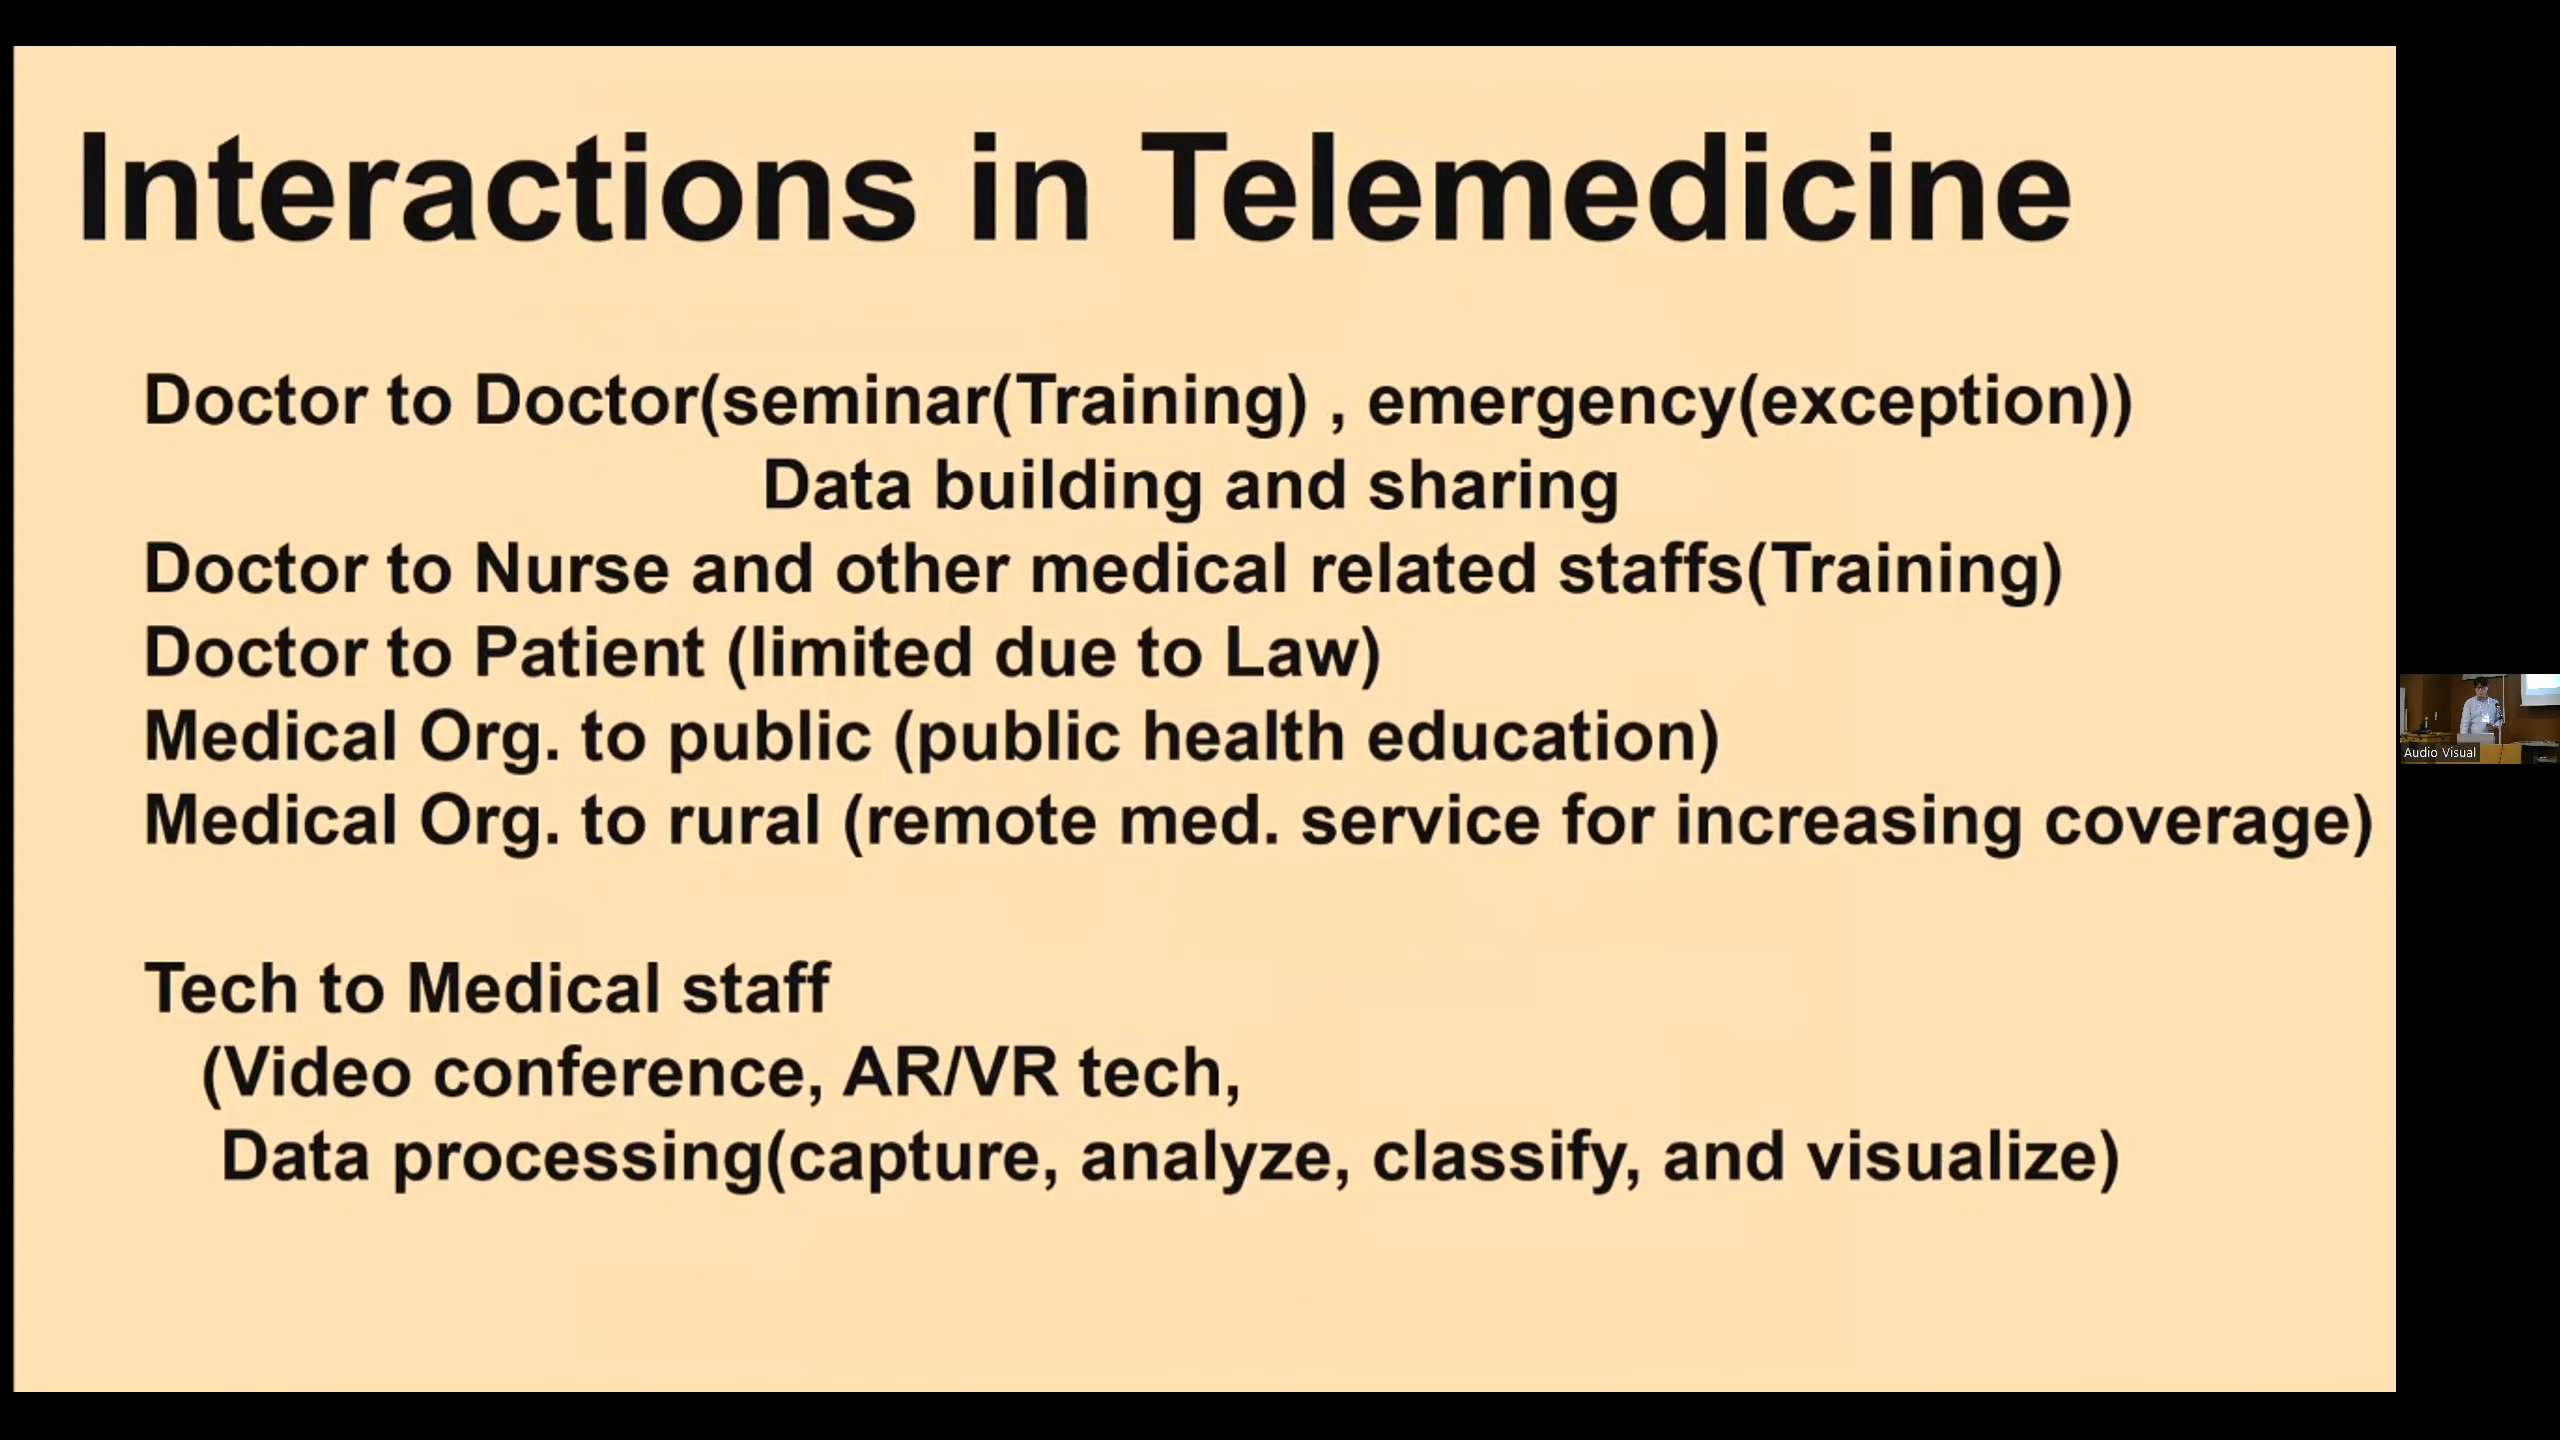 Interactions in Telemedicine
Doctor to Doctor(seminar(Training) , emergency(exception))
Data building and sharing
Doctor to Nurse and other medical related staffs(Training)
Doctor to Patient (limited due to Law)
Medical Org. to public (public health education)
Medical Org. to rural (remote med. service for increasing coverage)
Tech to Medical staff
(Video conference, AR/VR tech,
Data processing(capture, analyze, classify, and visualize)
Audio Visual